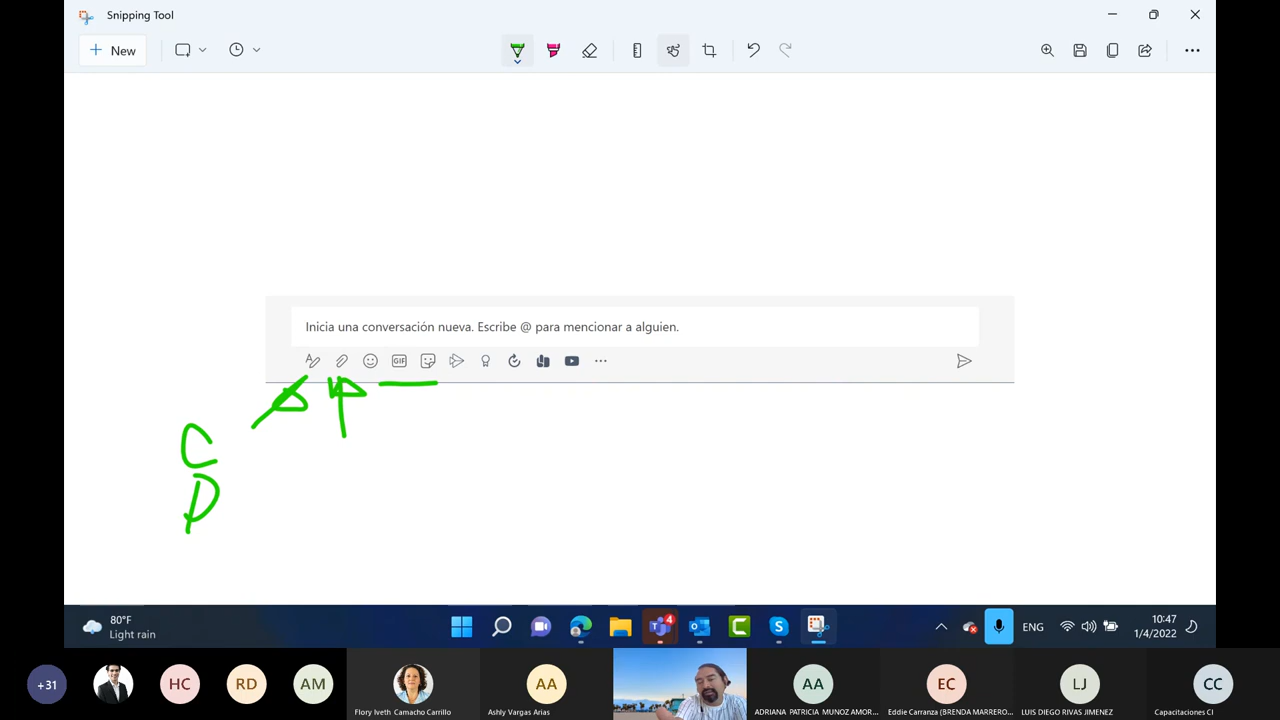 Snipping Tool
New
Inicia una conversación nueva. Escribe @ para mencionar a alguien.
GIF
C
D
80°F
Light rain
4
ENG
10:47
1/4/2022
+31
HC
RD
AM
Flory Iveth Camacho Carrillo
AA
Ashly Vargas Arias
AA
ADRIANA PATRICIA MUNOZ AMOR...
EC
Eddie Carranza (BRENDA MARRERO...
LJ
LUIS DIEGO RIVAS JIMENEZ
CC
Capacitaciones CI